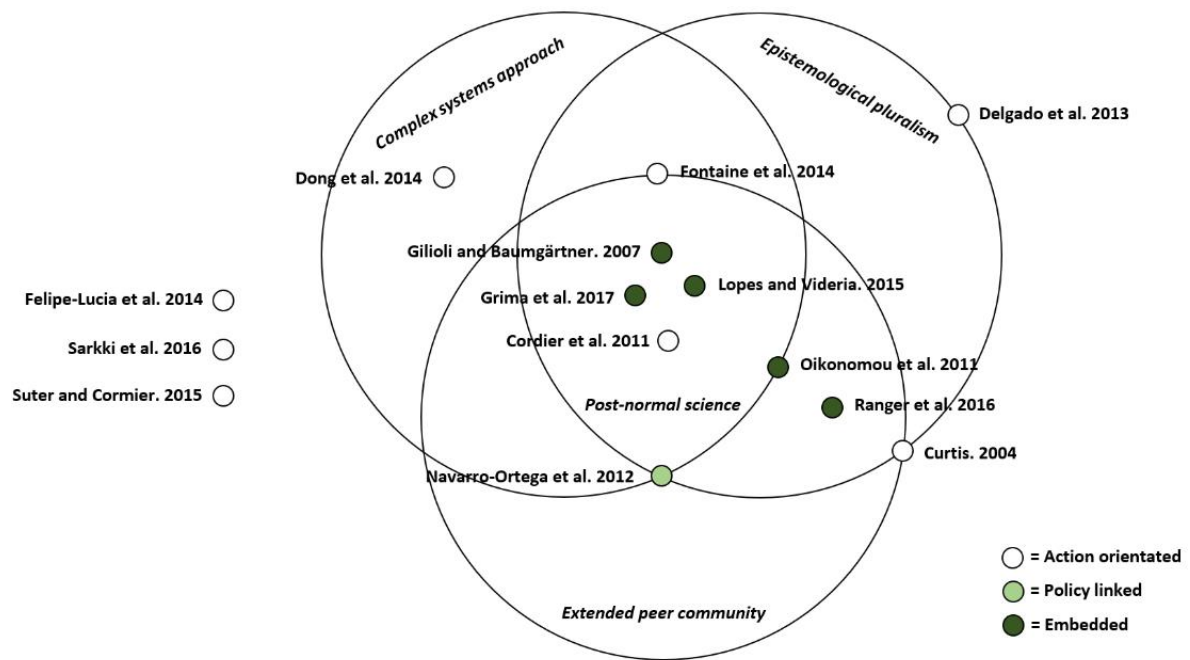 Complex systems approach
Epistemological pluralism
Delgado et al. 2013
Dong et al. 2014
Fontaine et al. 2014
Gilioli and Baumgärtner. 2007
Lopes and Videria. 2015
Grima et al. 2017
Felipe-Lucia et al. 2014
Cordier et al. 2011
Sarkki et al. 2016
Oikonomou et al. 2011
Suter and Cormier. 2015
Post-normal science
Ranger et al. 2016
Curtis. 2004
Navarro-Ortega et al. 2012
Extended peer community
= Action orientated
= Policy linked
= Embedded